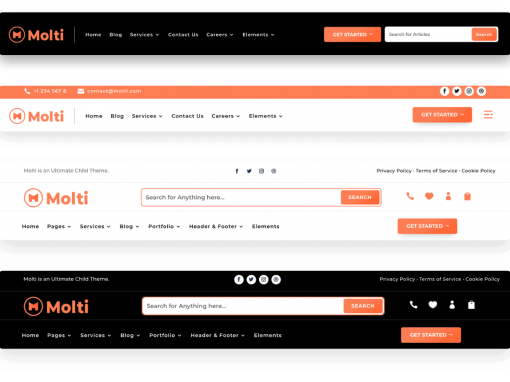 Molti Home Blog Services Contact Us Careers Elements GET STARTED → Search for Articles Search
+1 234 567 8 contact@molti.com
Molti Home Blog Services Contact Us Careers Elements GET STARTED →
Molti is an Ultimate Child Theme. Privacy Policy - Terms of Service - Cookie Policy
Molti Search for Anything here... SEARCH
Home Pages Services Blog Portfolio Header & Footer Elements GET STARTED →
Molti is an Ultimate Child Theme. Privacy Policy - Terms of Service - Cookie Policy
Molti Search for Anything here... SEARCH
Home Pages Services Blog Portfolio Header & Footer Elements GET STARTED →